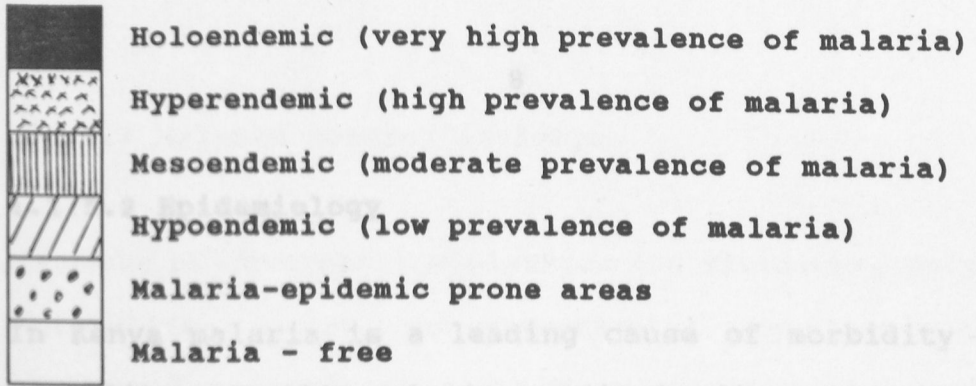 Holoendemic (very high prevalence of malaria)
8
Hyperendemic (high prevalence of malaria)
Mesoendemic (moderate prevalence of malaria)
Epidemiology
Hypoendemic (low prevalence of malaria)
Malaria-epidemic prone areas
In Kenya malaria is a leading cause of morbidity
Malaria - free